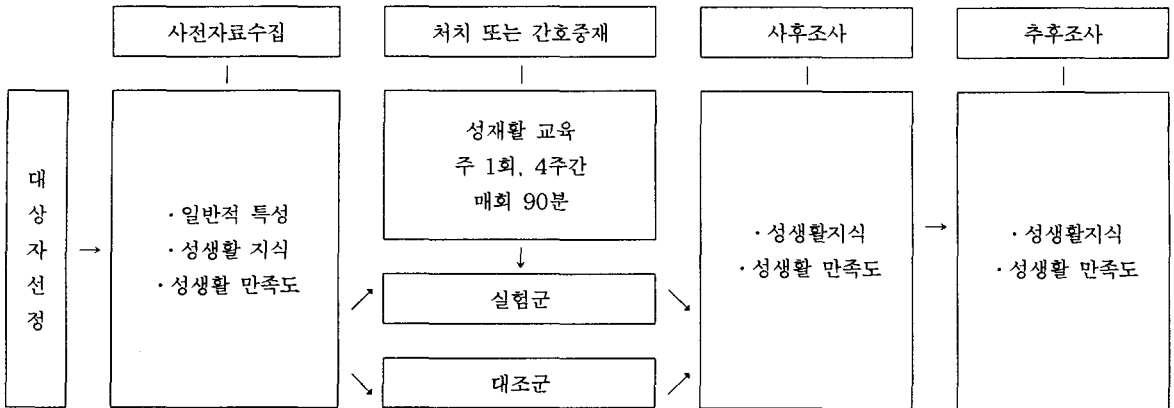 사전자료수집
처치 또는 간호중재
사후조사
추후조사
대
상
자
선
정
→
· 일반적 특성
· 성생활 지식
· 성생활 만족도
성재활 교육
주 1회, 4주간
매회 90분
↓
실험군
대조군
· 성생활지식
· 성생활 만족도
→
· 성생활지식
· 성생활 만족도